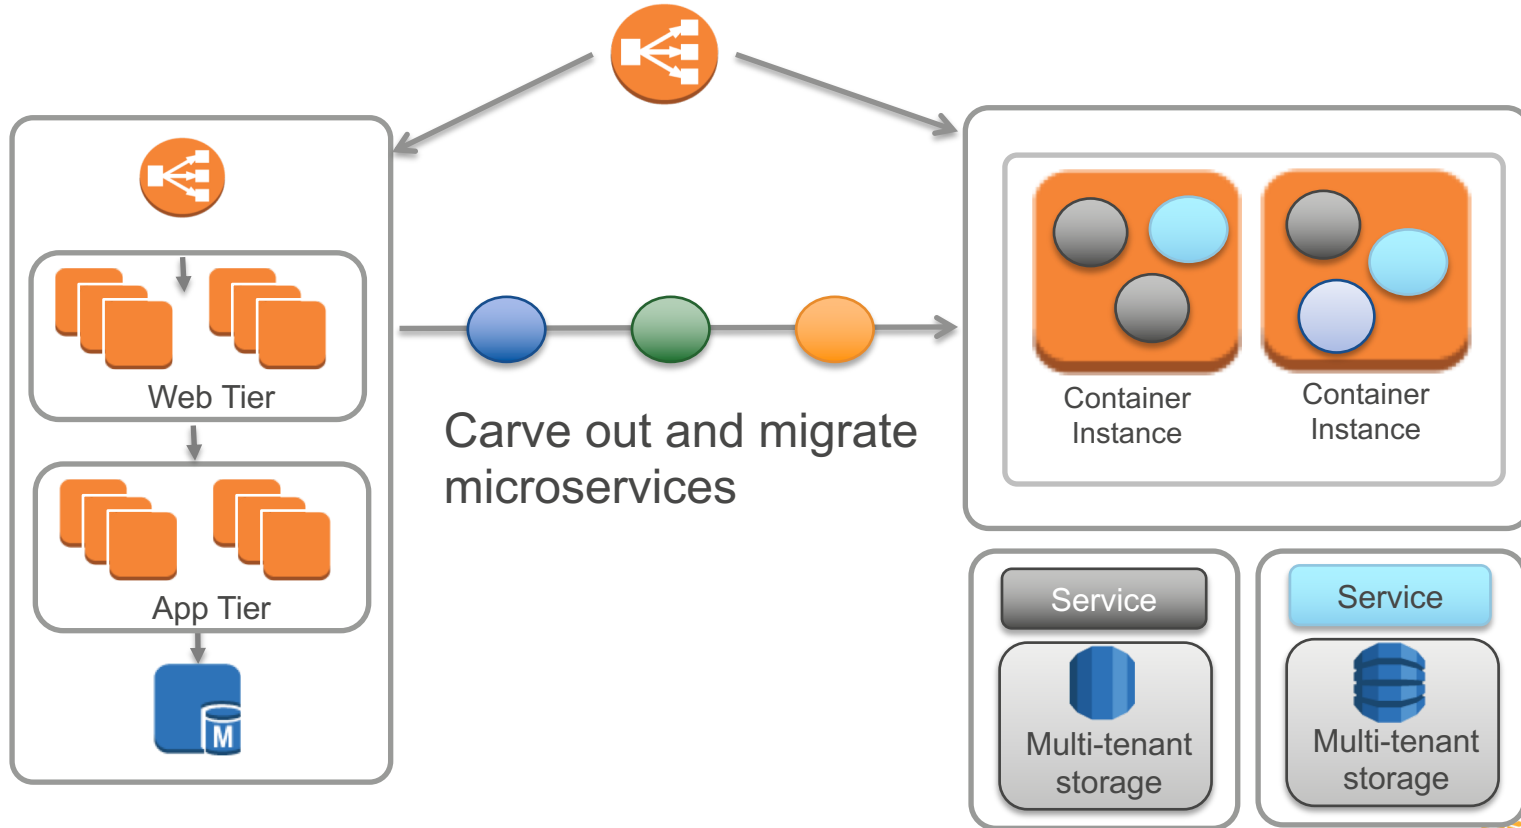 Web Tier
App Tier
M
Carve out and migrate
microservices
Container
Instance
Container
Instance
Service
Multi-tenant
storage
Service
Multi-tenant
storage